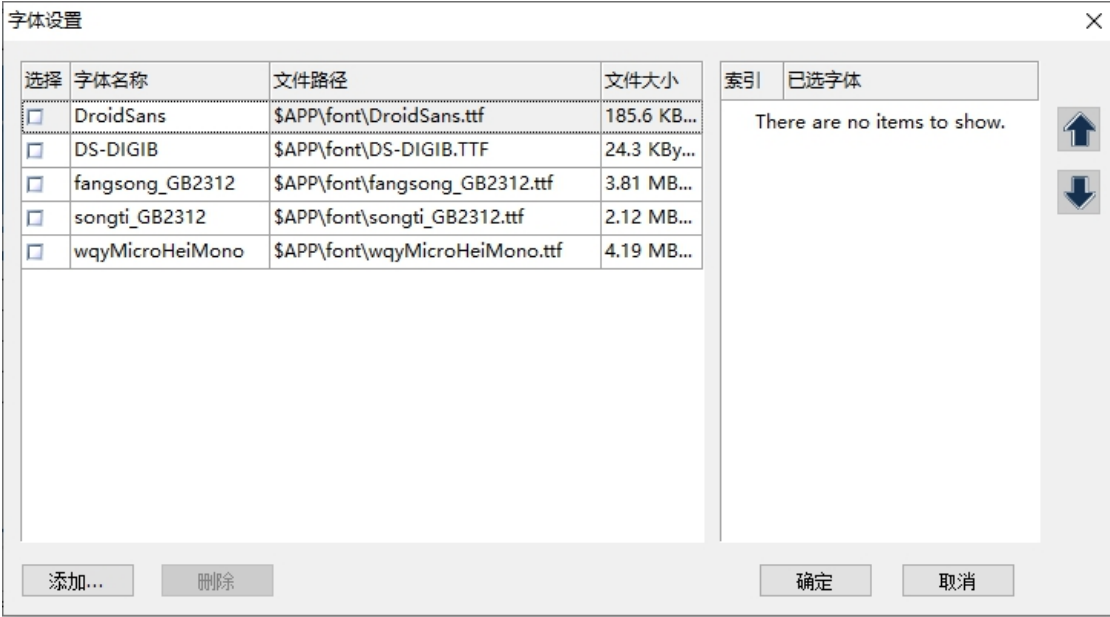 字体设置
选择 字体名称 文件路径 文件大小 索引 已选字体
DroidSans $APP\font\DroidSans.ttf 185.6 KB... There are no items to show.
DS-DIGIB $APP\font\DS-DIGIB.TTF 24.3 KBy...
fangsong_GB2312 $APP\font\fangsong_GB2312.ttf 3.81 MB...
songti_GB2312 $APP\font\songti_GB2312.ttf 2.12 MB...
wqyMicroHeiMono $APP\font\wqyMicroHeiMono.ttf 4.19 MB...
添加... 删除 确定 取消